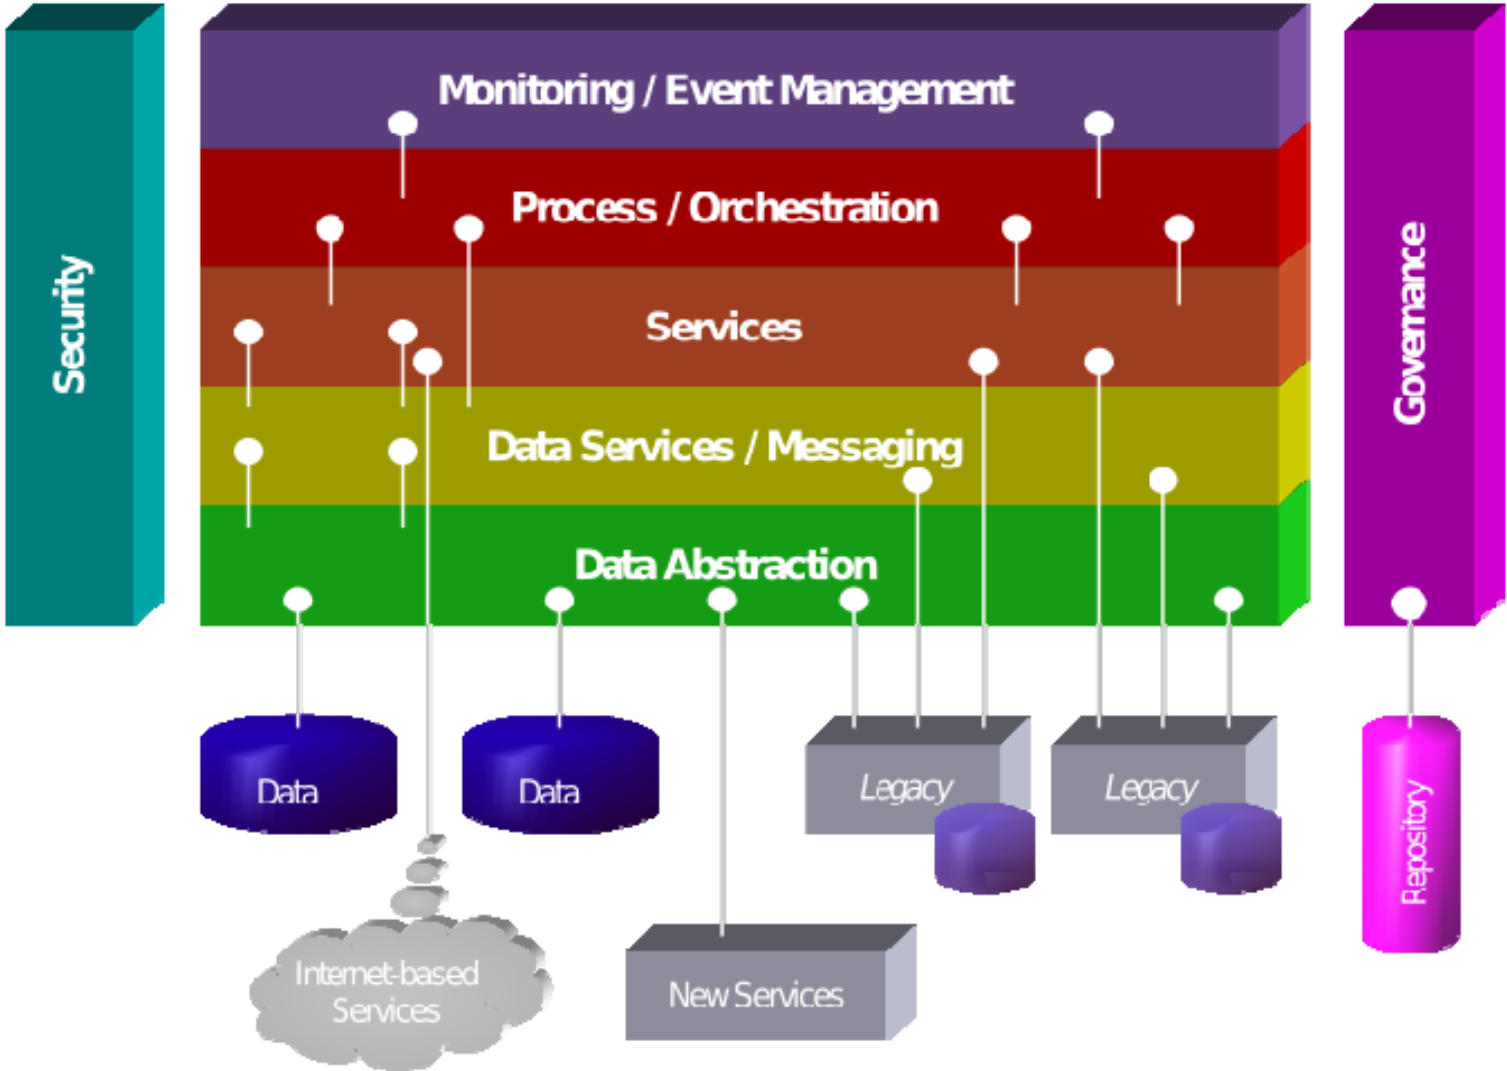 Security
Monitoring / Event Management
Process / Orchestration
Services
Data Services / Messaging
Data Abstraction
Governance
Data
Data
Legacy
Legacy
Repository
Internet-based
Services
New Services